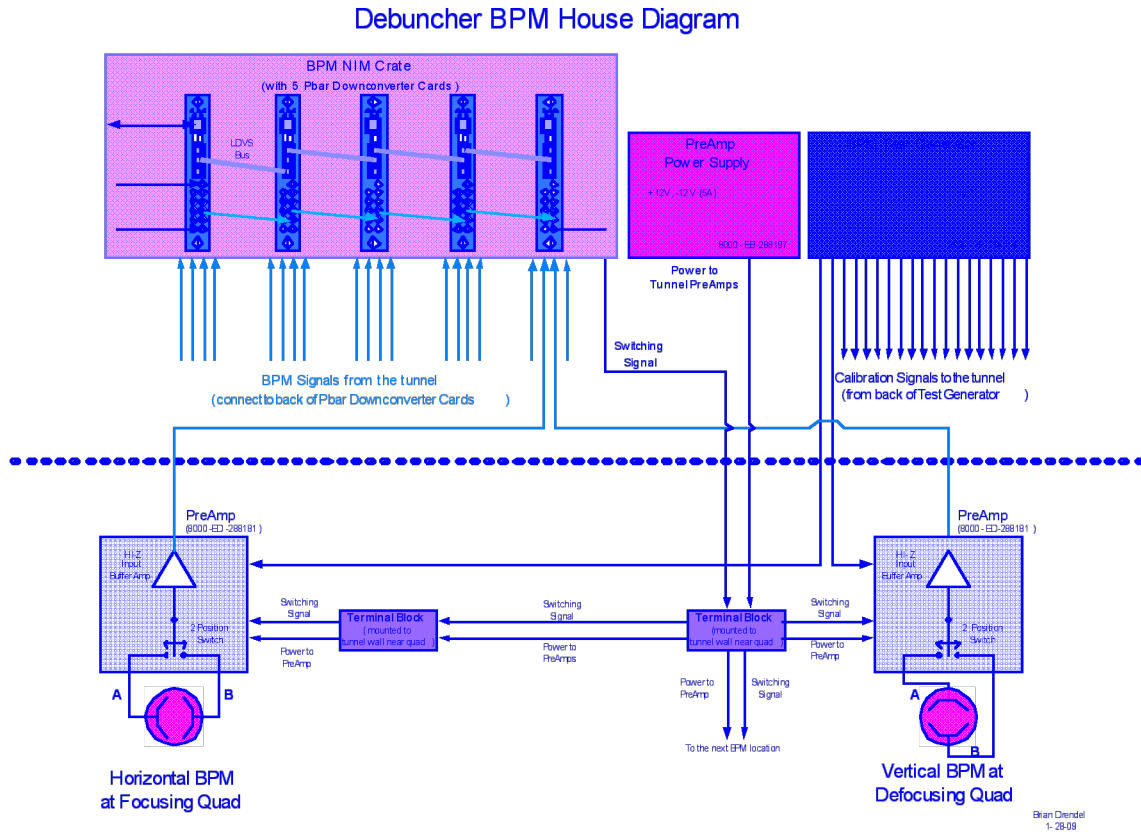 Debuncher BPM House Diagram
BPM NIM Crate
(with 5 Pbar Downconverter Cards )
LDVS
Bus
PreAmp
Power Supply
+ 12V , -12V (5A )
8000 - ED-288197
Power to
Tunnel PreAmps
Switching
Signal
BPM Signals from the tunnel
(connect to back of Pbar Downconverter Cards )
Calibration Signals to the tunnel
(from back of Test Generator )
PreAmp
(8000 -ED -288181 )
HI-Z
Input
Buffer Amp
2 Position
Switch
A
B
Switching
Signal
Power to
PreAmp
Terminal Block
( mounted to
tunnel wall near quad )
Switching
Signal
Power to
PreAmps
Terminal Block
(mounted to
tunnel wall near quad )
Switching
Signal
Power to
PreAmp
Power to
PreAmp
Switching
Signal
To the next BPM location
PreAmp
(8000 -ED -288181 )
HI-Z
Input
Buffer Amp
2 Position
Switch
A
B
Horizontal BPM
at Focusing Quad
Vertical BPM at
Defocusing Quad
Brian Drendel
1- 28-09